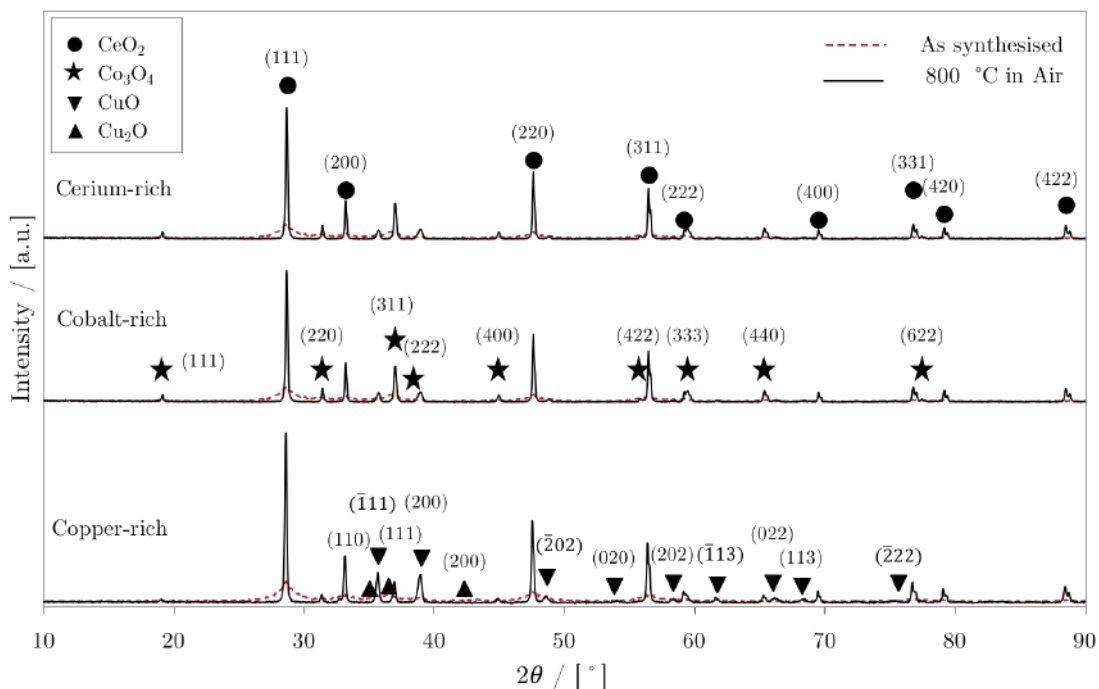 CeO₂
Co₃O₄
CuO
Cu₂O
As synthesised
800 °C in Air
(111)
(200)
(220)
(311)
(222)
(400)
(331)
(420)
(422)
Cerium-rich
(111)
(220)
(311)
(222)
(400)
(422)
(333)
(440)
(622)
Cobalt-rich
(110)
(1̅11)
(111)
(200)
(200)
(2̅02)
(020)
(202)
(1̅13)
(022)
(113)
(2̅22)
Copper-rich
Intensity / [a.u.]
10 20 30 40 50 60 70 80 90
2θ / [°]